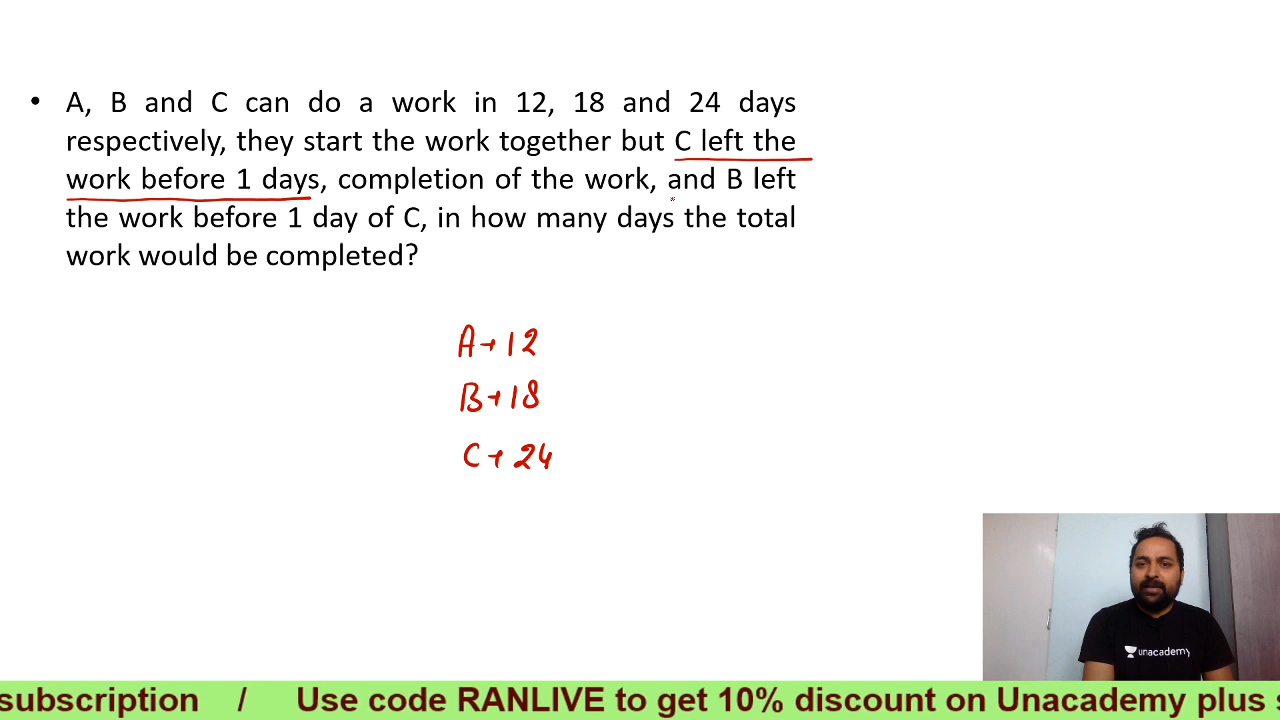 • A, B and C can do a work in 12, 18 and 24 days
respectively, they start the work together but C left the
work before 1 days, completion of the work, and B left
the work before 1 day of C, in how many days the total
work would be completed?
A → 12
B → 18
C → 24
unacademy
subscription / Use code RANLIVE to get 10% discount on Unacademy plus s